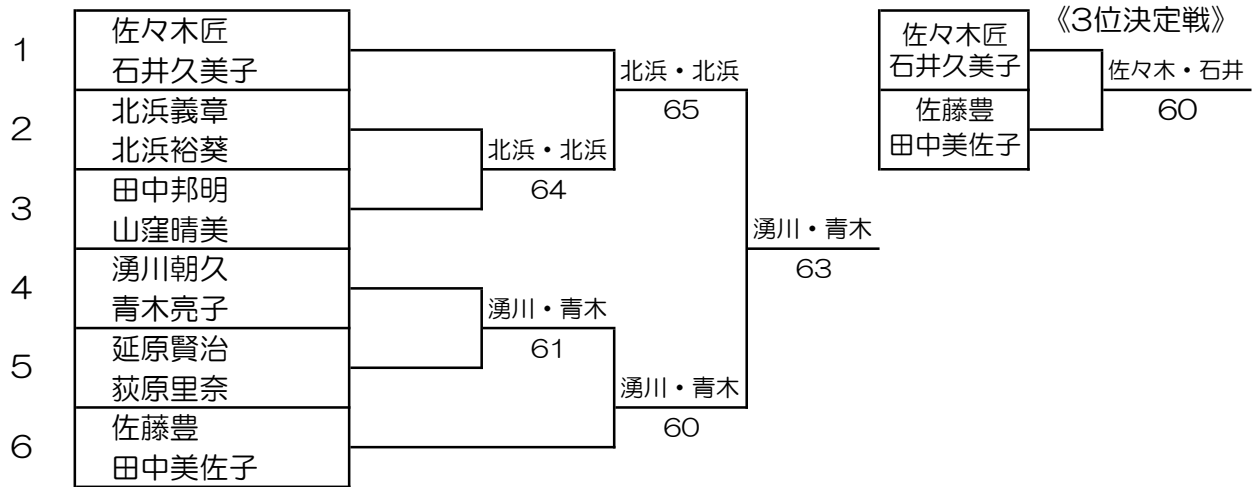 1
佐々木匠
石井久美子
2
北浜義章
北浜裕葵
3
田中邦明
山窪晴美
4
湧川朝久
青木亮子
5
延原賢治
荻原里奈
6
佐藤豊
田中美佐子
北浜・北浜
64
湧川・青木
61
北浜・北浜
65
湧川・青木
60
湧川・青木
63
《3位決定戦》
佐々木匠
石井久美子
佐藤豊
田中美佐子
佐々木・石井
60